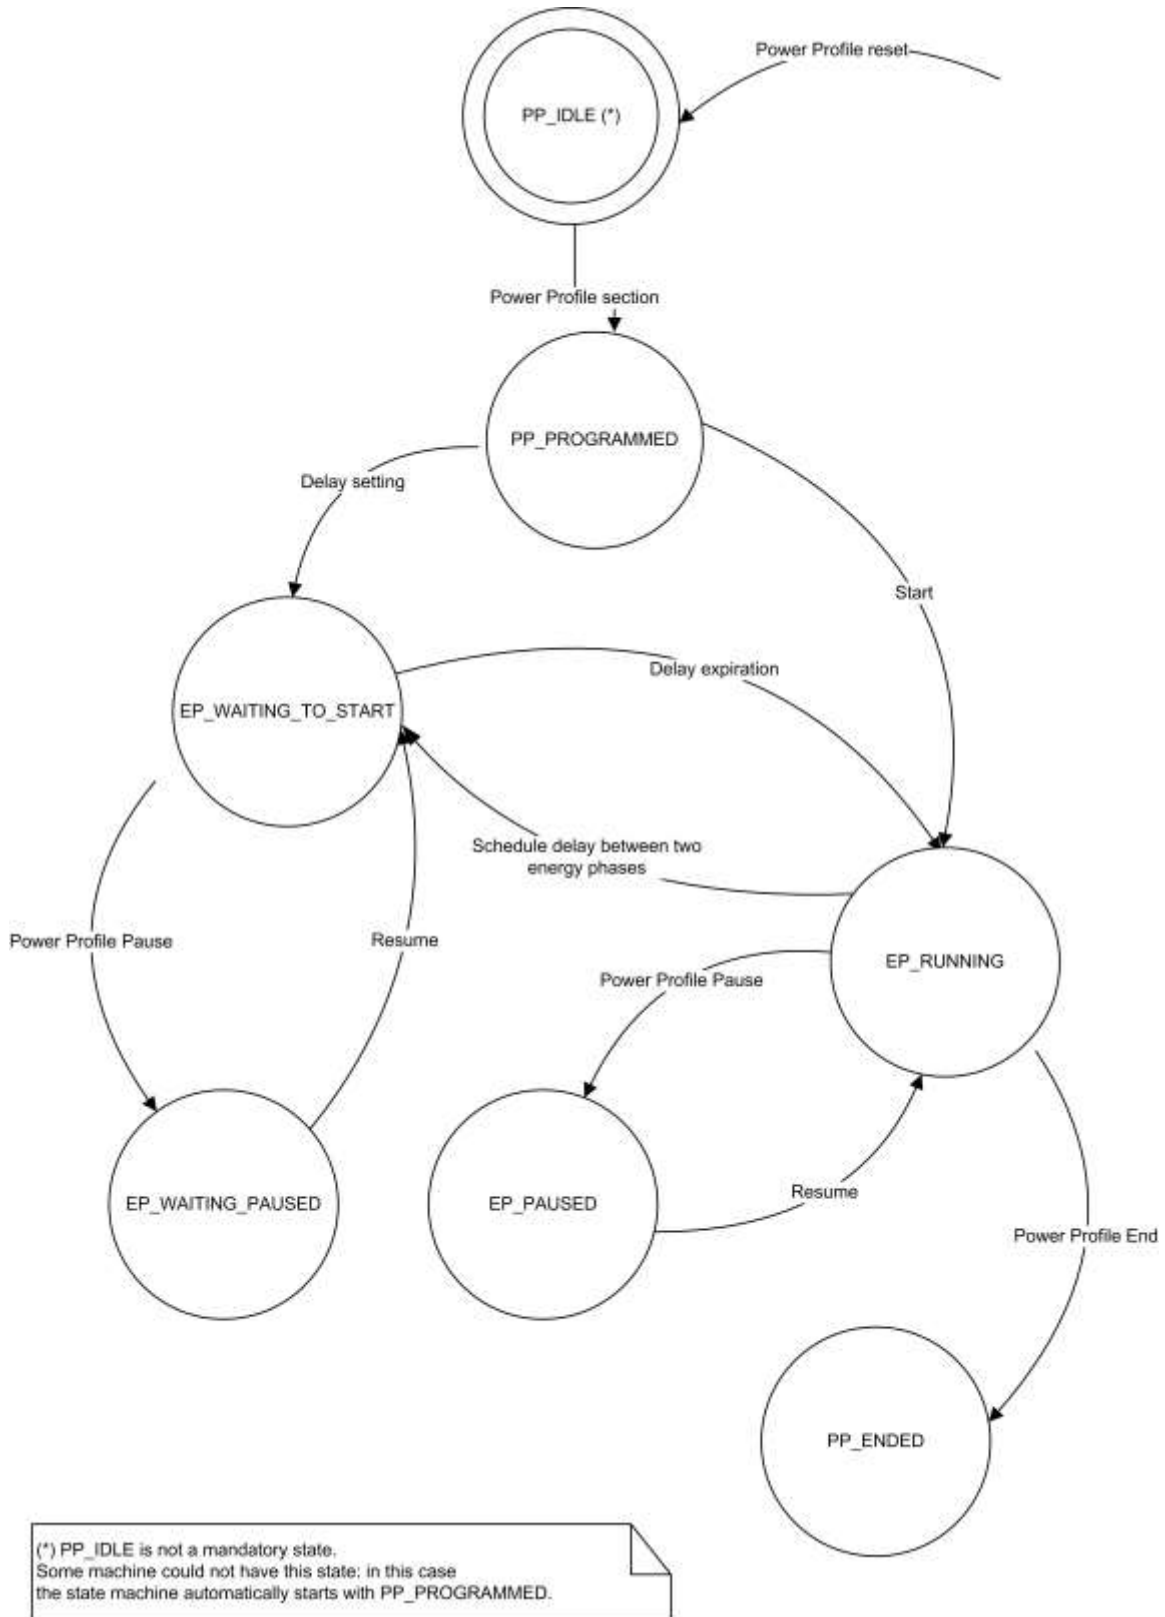 Power Profile reset
PP_IDLE (*)
Power Profile section
PP_PROGRAMMED
Delay setting
Start
Delay expiration
EP_WAITING_TO_START
Schedule delay between two
energy phases
Power Profile Pause
Resume
EP_RUNNING
Power Profile Pause
EP_WAITING_PAUSED
EP_PAUSED
Resume
Power Profile End
PP_ENDED
(*) PP_IDLE is not a mandatory state.
Some machine could not have this state: in this case
the state machine automatically starts with PP_PROGRAMMED.